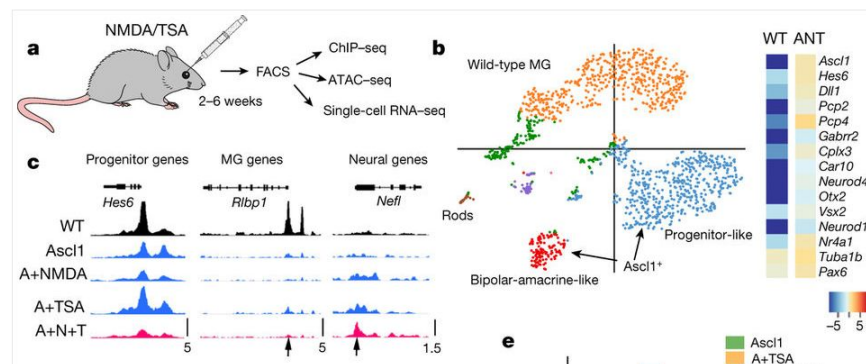 a
NMDA/TSA
2–6 weeks
FACS
ChIP–seq
ATAC–seq
Single-cell RNA–seq
b
Wild-type MG
Rods
Bipolar-amacrine-like
Ascl1+
Progenitor-like
WT ANT
Ascl1
Hes6
Dll1
Pcp2
Pcp4
Gabrr2
Cplx3
Car10
Neurod4
Otx2
Vsx2
Neurod1
Nr4a1
Tuba1b
Pax6
−5 5
c
Progenitor genes MG genes Neural genes
Hes6 Rlbp1 Nefl
WT
Ascl1
A+NMDA
A+TSA
A+N+T
5 5 1.5
e
Ascl1
A+TSA